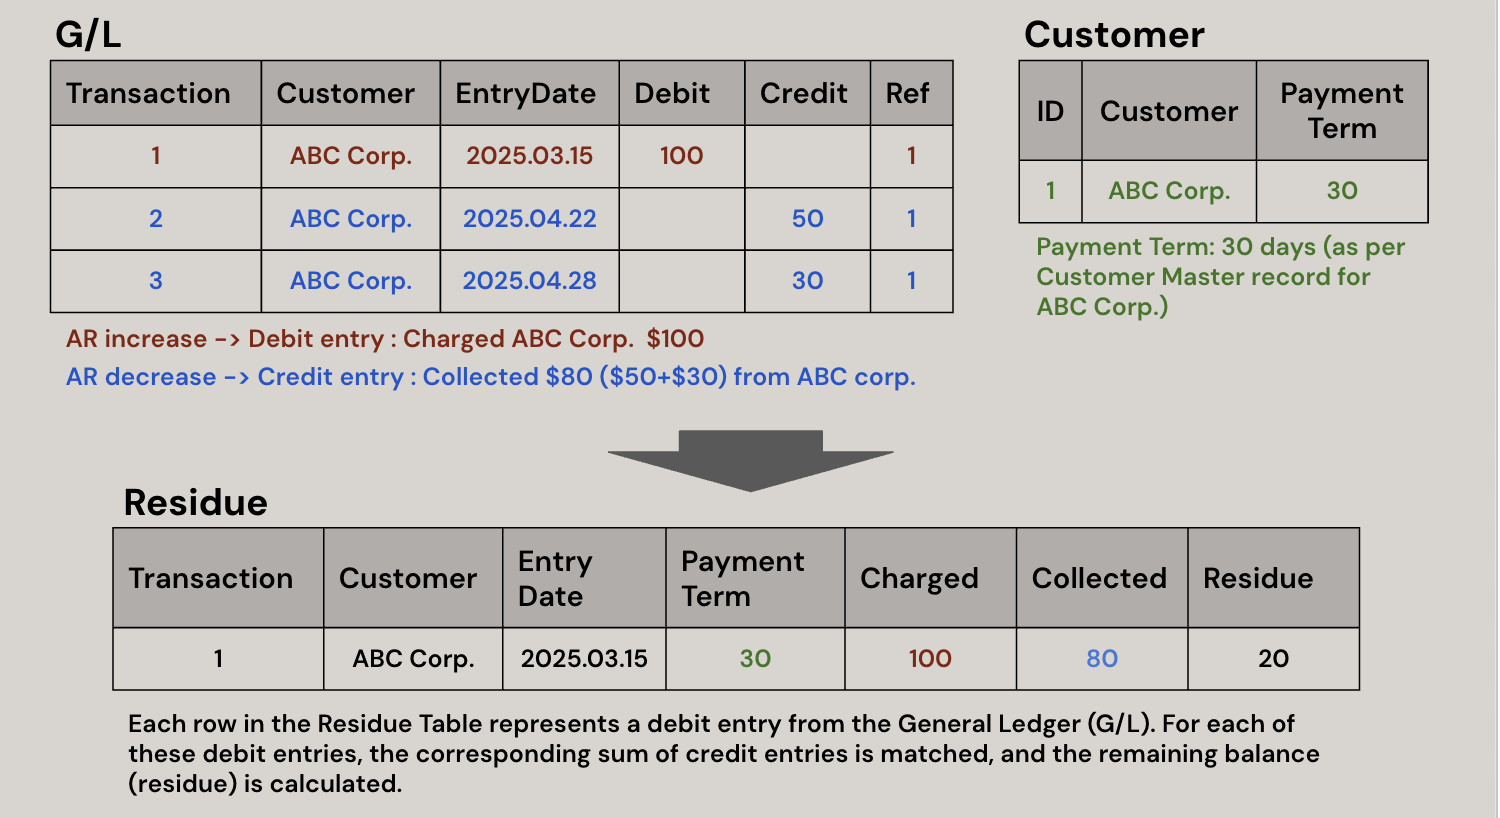 G/L
Transaction Customer EntryDate Debit Credit Ref
1 ABC Corp. 2025.03.15 100 1
2 ABC Corp. 2025.04.22 50 1
3 ABC Corp. 2025.04.28 30 1
AR increase -> Debit entry : Charged ABC Corp. $100
AR decrease -> Credit entry : Collected $80 ($50+$30) from ABC corp.
Customer
ID Customer Payment
Term
1 ABC Corp. 30
Payment Term: 30 days (as per
Customer Master record for
ABC Corp.)
Residue
Transaction Customer Entry
Date Payment
Term Charged Collected Residue
1 ABC Corp. 2025.03.15 30 100 80 20
Each row in the Residue Table represents a debit entry from the General Ledger (G/L). For each of
these debit entries, the corresponding sum of credit entries is matched, and the remaining balance
(residue) is calculated.